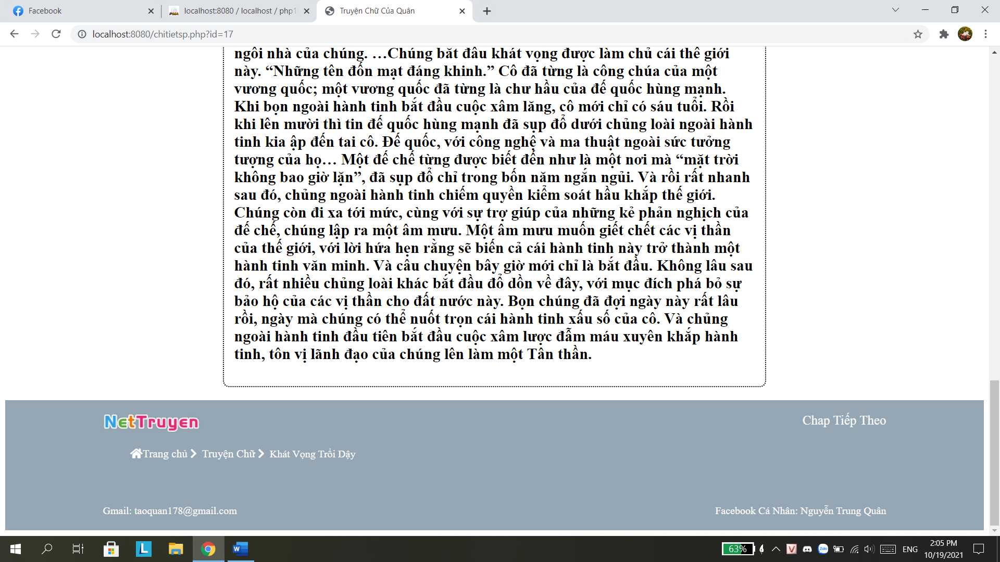 Facebook
localhost:8080 / localhost / php1
Truyện Chữ Của Quân
localhost:8080/chitietsp.php?id=17
ngôi nhà của chúng. …Chúng bắt đầu khát vọng được làm chủ cái thế giới
này. “Những tên đốn mạt đáng khinh.” Cô đã từng là công chúa của một
vương quốc; một vương quốc đã từng là chư hầu của đế quốc hùng mạnh.
Khi bọn ngoài hành tinh bắt đầu cuộc xâm lăng, cô mới chỉ có sáu tuổi. Rồi
khi lên mười thì tin đế quốc hùng mạnh đã sụp đổ dưới chủng loài ngoài hành
tinh kia ập đến tai cô. Đế quốc, với công nghệ và ma thuật ngoài sức tưởng
tượng của họ… Một đế chế từng được biết đến như là một nơi mà “mặt trời
không bao giờ lặn”, đã sụp đổ chỉ trong bốn năm ngắn ngủi. Và rồi rất nhanh
sau đó, chủng ngoài hành tinh chiếm quyền kiểm soát hầu khắp thế giới.
Chúng còn đi xa tới mức, cùng với sự trợ giúp của những kẻ phản nghịch của
đế chế, chúng lập ra một âm mưu. Một âm mưu muốn giết chết các vị thần
của thế giới, với lời hứa hẹn rằng sẽ biến cả cái hành tinh này trở thành một
hành tinh văn minh. Và câu chuyện bây giờ mới chỉ là bắt đầu. Không lâu sau
đó, rất nhiều chủng loài khác bắt đầu đổ dồn về đây, với mục đích phá bỏ sự
bảo hộ của các vị thần cho đất nước này. Bọn chúng đã đợi ngày này rất lâu
rồi, ngày mà chúng có thể nuốt trọn cái hành tinh xấu số của cô. Và chủng
ngoài hành tinh đầu tiên bắt đầu cuộc xâm lược đẫm máu xuyên khắp hành
tinh, tôn vị lãnh đạo của chúng lên làm một Tân thần.
NetTruyen
Chap Tiếp Theo
Trang chủ Truyện Chữ Khát Vọng Trổi Dậy
Gmail: taoquan178@gmail.com
Facebook Cá Nhân: Nguyễn Trung Quân
63%
ENG
2:05 PM
10/19/2021